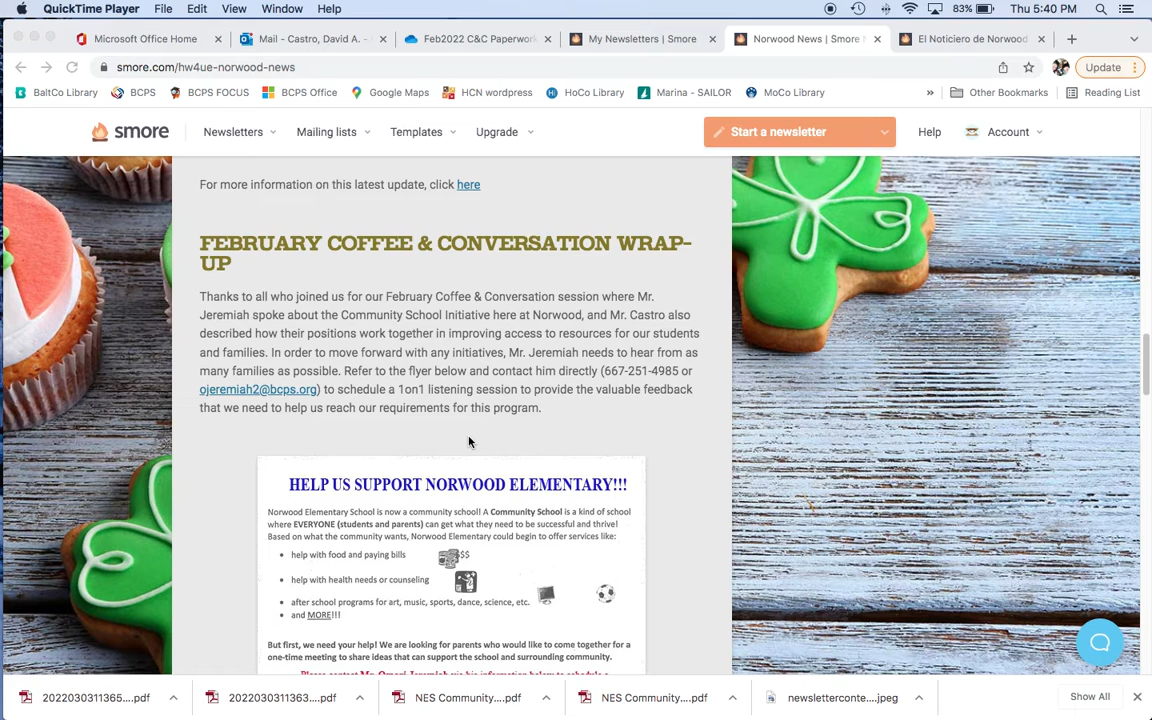 QuickTime Player File Edit View Window Help 83% Thu 5:40 PM
Microsoft Office Home Mail - Castro, David A. - Feb2022 C&C Paperwork My Newsletters | Smore Norwood News | Smore El Noticiero de Norwood
smore.com/hw4ue-norwood-news Update
BaltCo Library BCPS BCPS FOCUS BCPS Office Google Maps HCN wordpress HoCo Library Marina - SAILOR MoCo Library » Other Bookmarks Reading List
smore Newsletters Mailing lists Templates Upgrade Start a newsletter Help Account
For more information on this latest update, click here
FEBRUARY COFFEE & CONVERSATION WRAP-
UP
Thanks to all who joined us for our February Coffee & Conversation session where Mr.
Jeremiah spoke about the Community School Initiative here at Norwood, and Mr. Castro also
described how their positions work together in improving access to resources for our students
and families. In order to move forward with any initiatives, Mr. Jeremiah needs to hear from as
many families as possible. Refer to the flyer below and contact him directly (667-251-4985 or
ojeremiah2@bcps.org) to schedule a 1on1 listening session to provide the valuable feedback
that we need to help us reach our requirements for this program.
HELP US SUPPORT NORWOOD ELEMENTARY!!!
Norwood Elementary School is now a community school! A Community School is a kind of school
where EVERYONE (students and parents) can get what they need to be successful and thrive!
Based on what the community wants, Norwood Elementary could begin to offer services like:
• help with food and paying bills $$
• help with health needs or counseling
• after school programs for art, music, sports, dance, science, etc.
• and MORE!!!
But first, we need your help! We are looking for parents who would like to come together for a
one-time meeting to share ideas that can support the school and surrounding community.
2022030311365....pdf 2022030311363....pdf NES Community....pdf NES Community....pdf newsletterconte....jpeg Show All